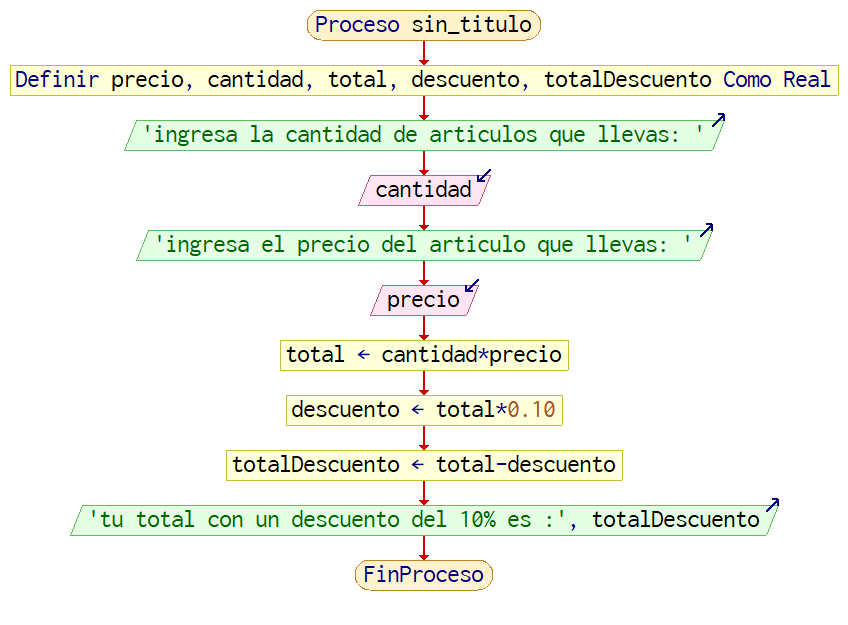 Proceso sin_titulo
Definir precio, cantidad, total, descuento, totalDescuento Como Real
'ingresa la cantidad de articulos que llevas: '
cantidad
'ingresa el precio del articulo que llevas: '
precio
total ← cantidad*precio
descuento ← total*0.10
totalDescuento ← total-descuento
'tu total con un descuento del 10% es :', totalDescuento
FinProceso